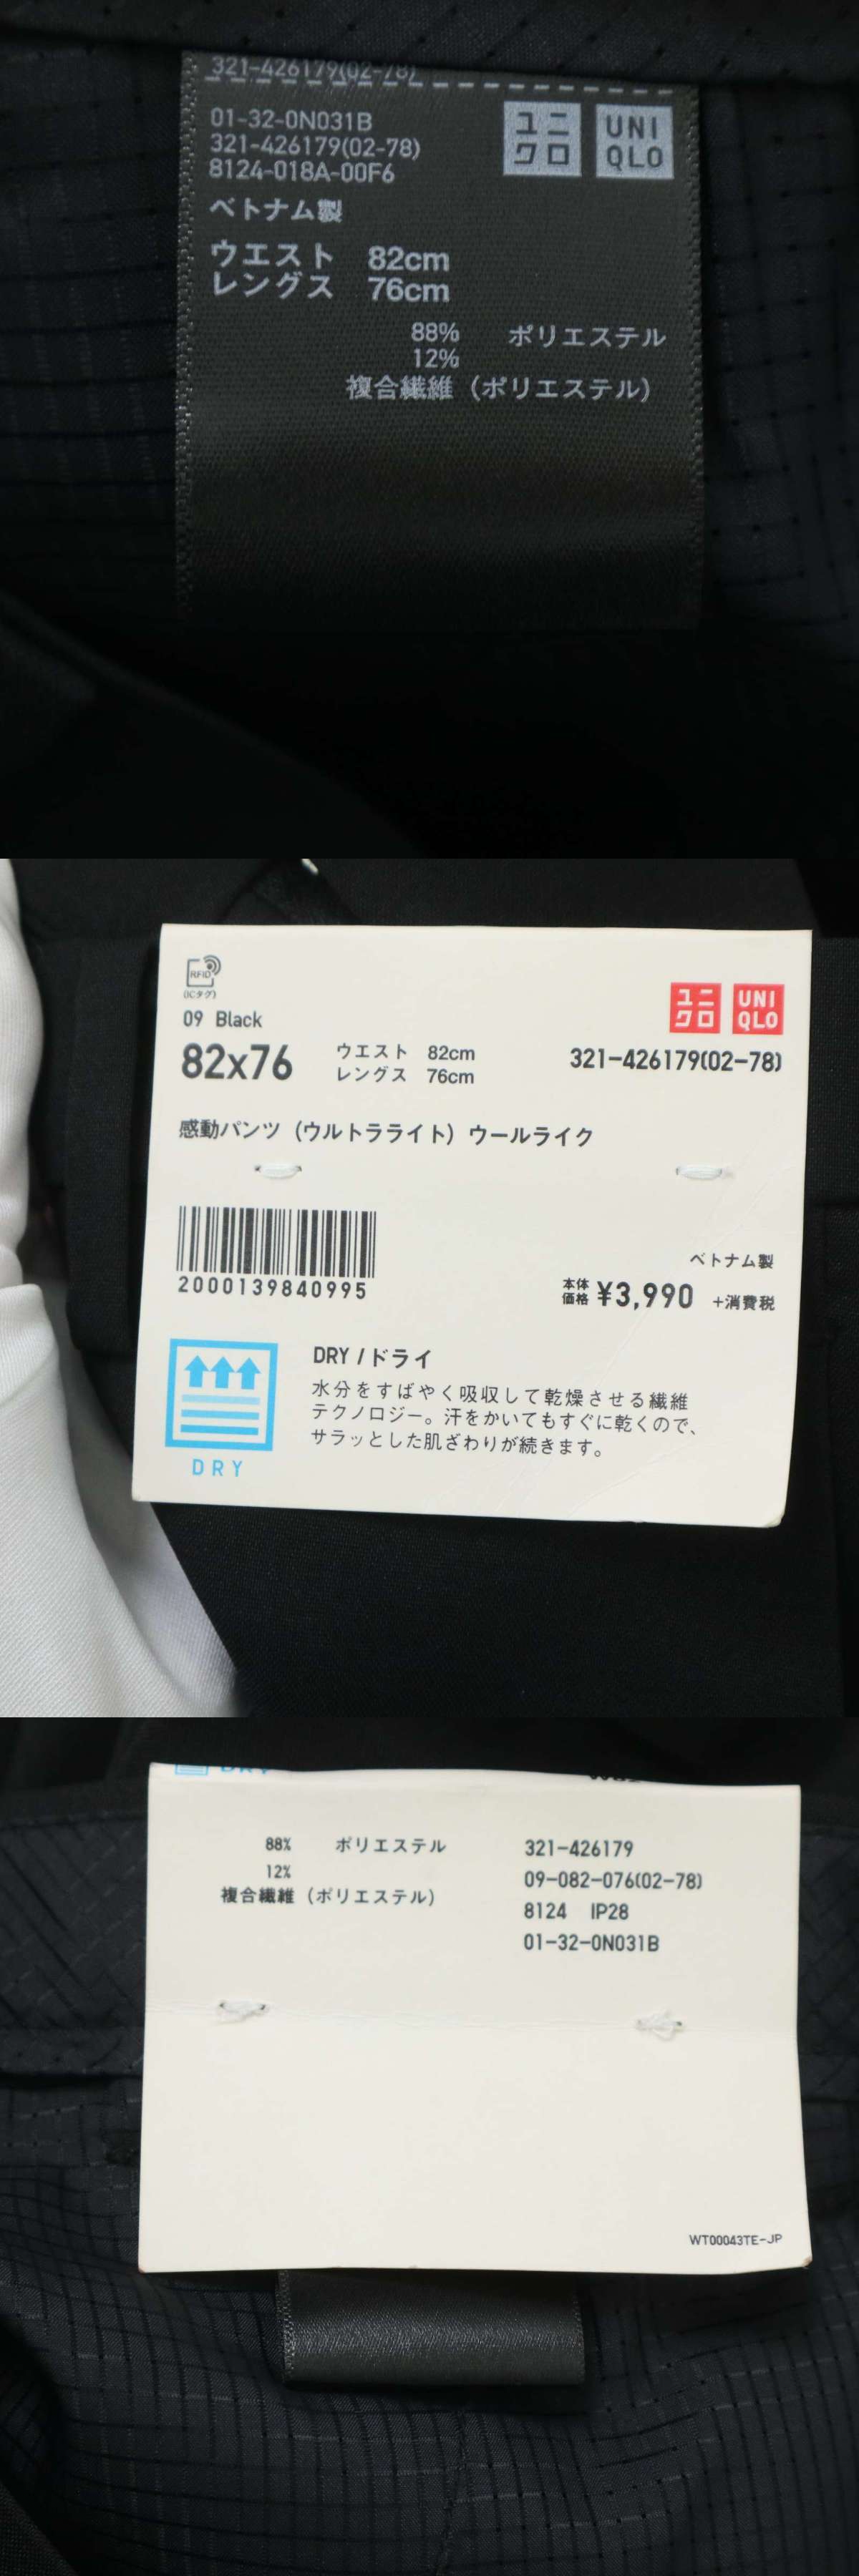 321-426179(02-78)
01-32-0N031B
321-426179(02-78)
8124-018A-00F6
ユニクロ UNIQLO
ベトナム製
ウエスト 82cm
レングス 76cm
88% ポリエステル
12%
複合繊維（ポリエステル）
RFID
(ICタグ)
09 Black
ユニクロ UNIQLO
82x76
ウエスト 82cm
レングス 76cm
321-426179(02-78)
感動パンツ（ウルトラライト）ウールライク
2000139840995
ベトナム製
本体価格 ¥3,990 +消費税
DRY
DRY / ドライ
水分をすばやく吸収して乾燥させる繊維
テクノロジー。汗をかいてもすぐに乾くので、
サラッとした肌ざわりが続きます。
DRY
88% ポリエステル
12%
複合繊維（ポリエステル）
321-426179
09-082-076(02-78)
8124 IP28
01-32-0N031B
WT00043TE-JP